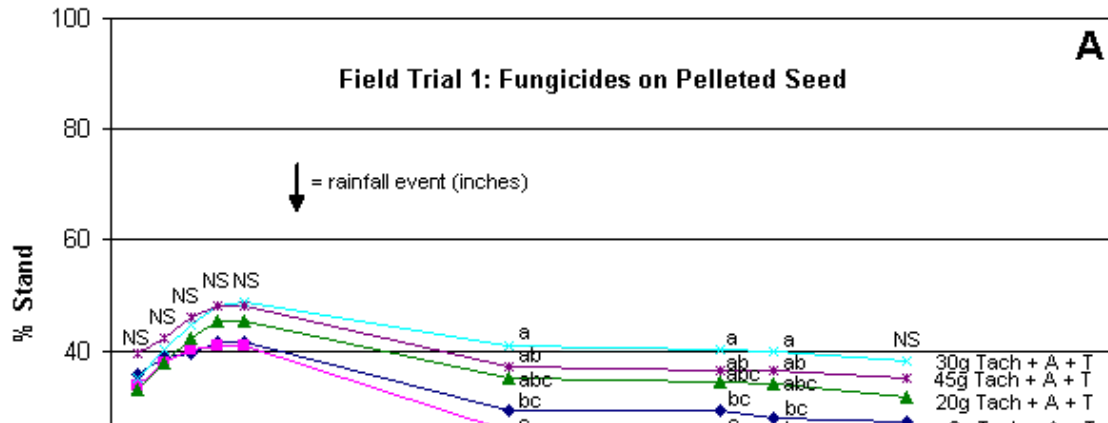 100
A
Field Trial 1: Fungicides on Pelleted Seed
80
= rainfall event (inches)
60
% Stand
NS NS
NS
NS
NS
a
a
a
NS
40
ab
ab
ab
30g Tach + A + T
abc
abc
abc
45g Tach + A + T
20g Tach + A + T
bc
bc
bc